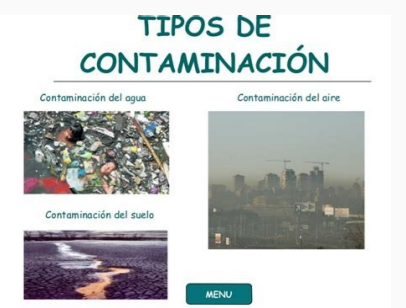 TIPOS DE
CONTAMINACIÓN
Contaminación del agua
Contaminación del aire
Contaminación del suelo
MENU